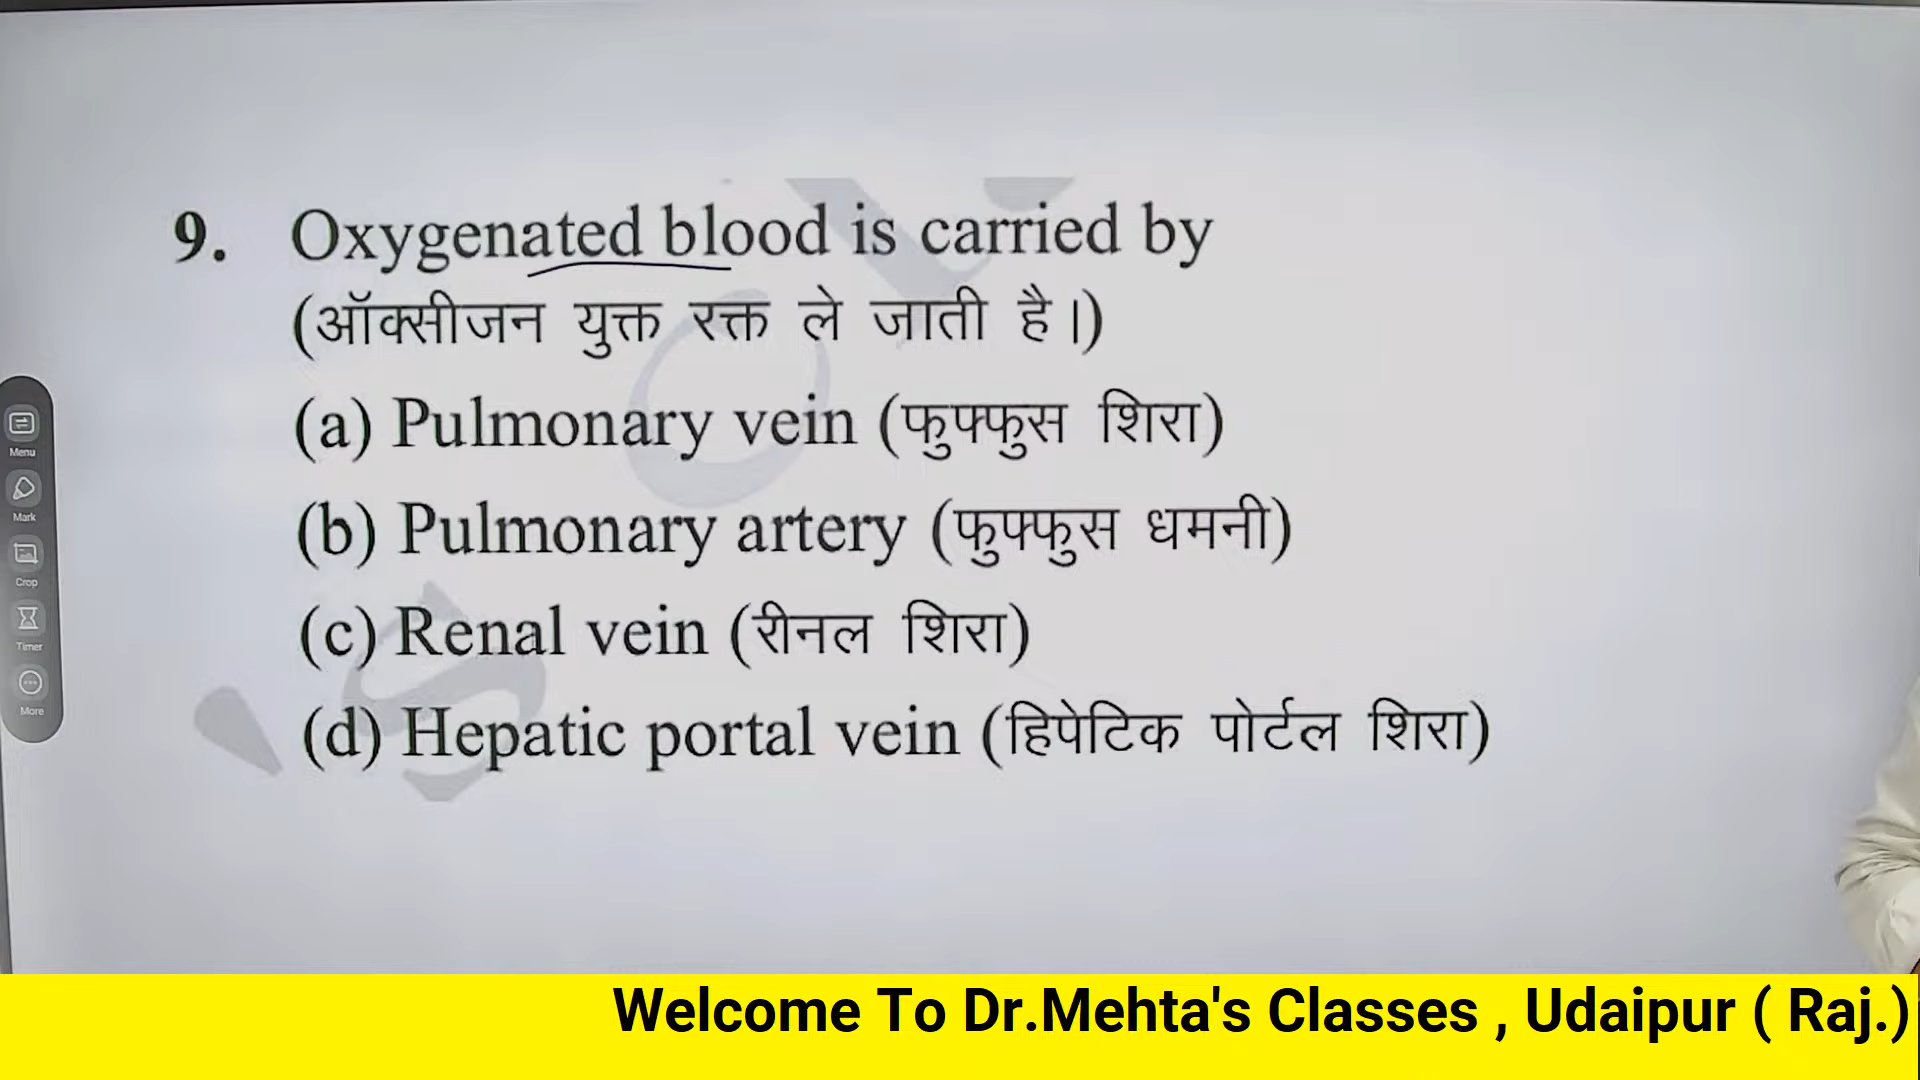 9. Oxygenated blood is carried by
(ऑक्सीजन युक्त रक्त ले जाती है।)
(a) Pulmonary vein (फुफ्फुस शिरा)
(b) Pulmonary artery (फुफ्फुस धमनी)
(c) Renal vein (रीनल शिरा)
(d) Hepatic portal vein (हिपेटिक पोर्टल शिरा)
Menu
Mark
Crop
Timer
More
Welcome To Dr.Mehta's Classes , Udaipur ( Raj.)